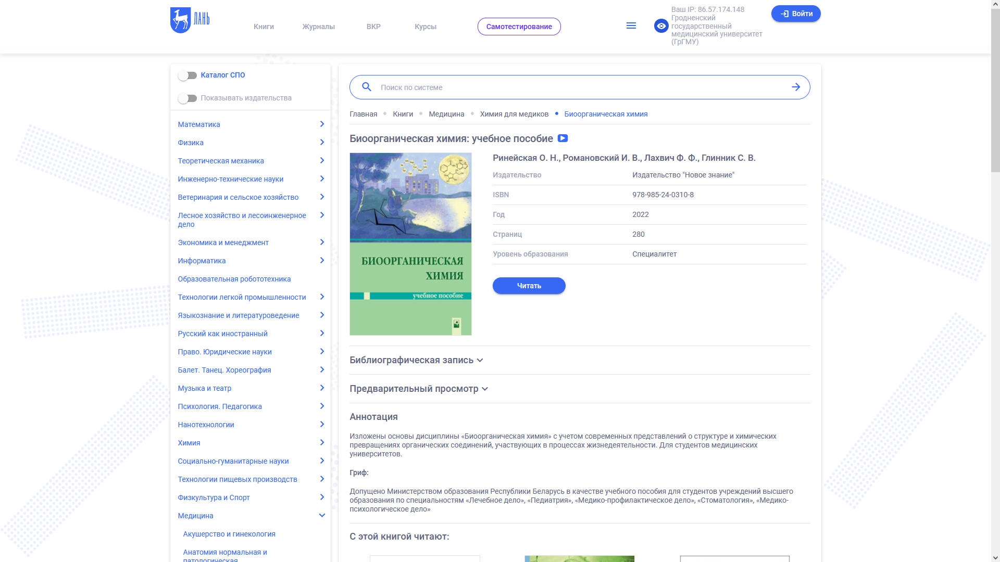 ЛАНЬ
Книги
Журналы
ВКР
Курсы
Самотестирование
Ваш IP: 86.57.174.148
Гродненский
государственный
медицинский университет
(ГрГМУ)
Войти
Каталог СПО
Показывать издательства
Математика
Физика
Теоретическая механика
Инженерно-технические науки
Ветеринария и сельское хозяйство
Лесное хозяйство и лесоинженерное
дело
Экономика и менеджмент
Информатика
Образовательная робототехника
Технологии легкой промышленности
Языкознание и литературоведение
Русский как иностранный
Право. Юридические науки
Балет. Танец. Хореография
Музыка и театр
Психология. Педагогика
Нанотехнологии
Химия
Социально-гуманитарные науки
Технологии пищевых производств
Физкультура и Спорт
Медицина
Акушерство и гинекология
Анатомия нормальная и
патологическая
Поиск по системе
Главная
Книги
Медицина
Химия для медиков
Биоорганическая химия
Биоорганическая химия: учебное пособие
БИООРГАНИЧЕСКАЯ
ХИМИЯ
учебное пособие
Ринейская О. Н., Романовский И. В., Лахвич Ф. Ф., Глинник С. В.
Издательство Издательство "Новое знание"
ISBN 978-985-24-0310-8
Год 2022
Страниц 280
Уровень образования Специалитет
Читать
Библиографическая запись
Предварительный просмотр
Аннотация
Изложены основы дисциплины «Биоорганическая химия» с учетом современных представлений о структуре и химических
превращениях органических соединений, участвующих в процессах жизнедеятельности. Для студентов медицинских
университетов.
Гриф:
Допущено Министерством образования Республики Беларусь в качестве учебного пособия для студентов учреждений высшего
образования по специальностям «Лечебное дело», «Педиатрия», «Медико-профилактическое дело», «Стоматология», «Медико-
психологическое дело»
С этой книгой читают: